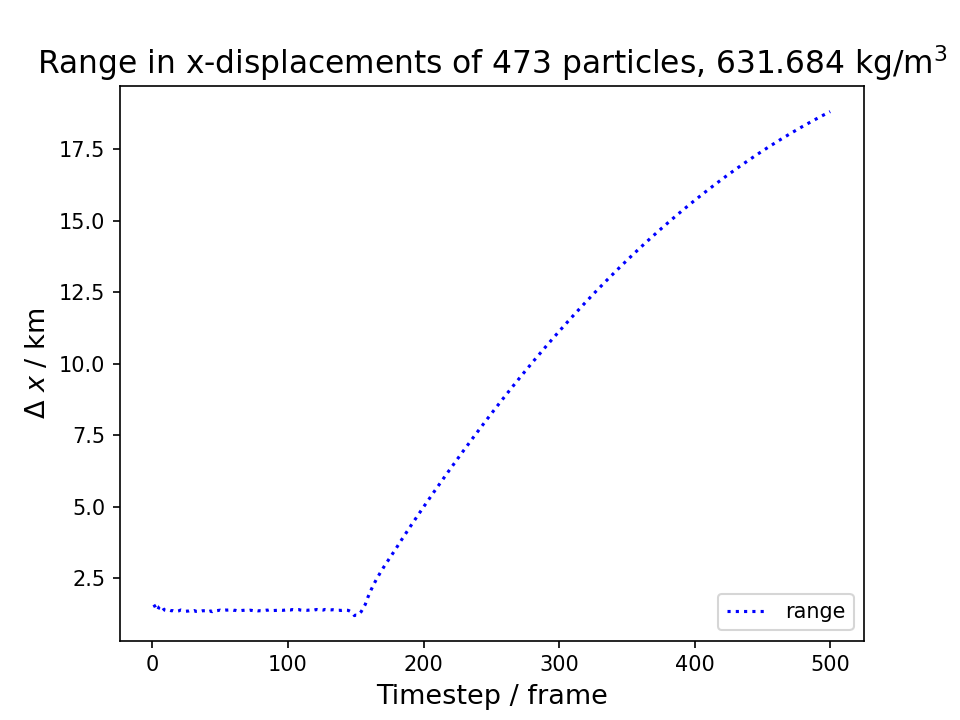 Range in x-displacements of 473 particles, 631.684 kg/m³
17.5
15.0
12.5
10.0
7.5
5.0
2.5
Δ x / km
0 100 200 300 400 500
Timestep / frame
range